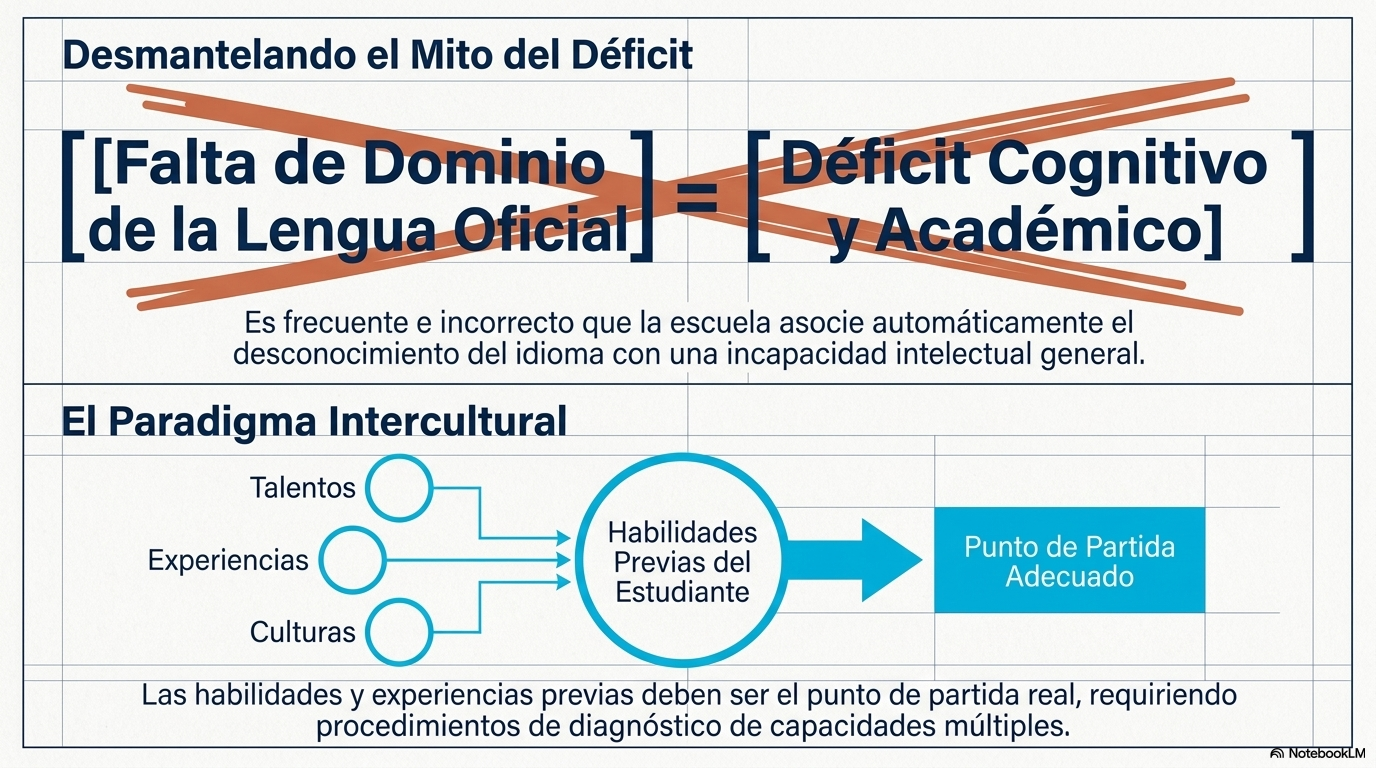 Desmantelando el Mito del Déficit
[[Falta de Dominio
de la Lengua Oficial] = [Déficit Cognitivo
y Académico]]
Es frecuente e incorrecto que la escuela asocie automáticamente el
desconocimiento del idioma con una incapacidad intelectual general.
El Paradigma Intercultural
Talentos
Experiencias
Culturas
Habilidades
Previas del
Estudiante
Punto de Partida
Adecuado
Las habilidades y experiencias previas deben ser el punto de partida real, requiriendo
procedimientos de diagnóstico de capacidades múltiples.
NotebookLM